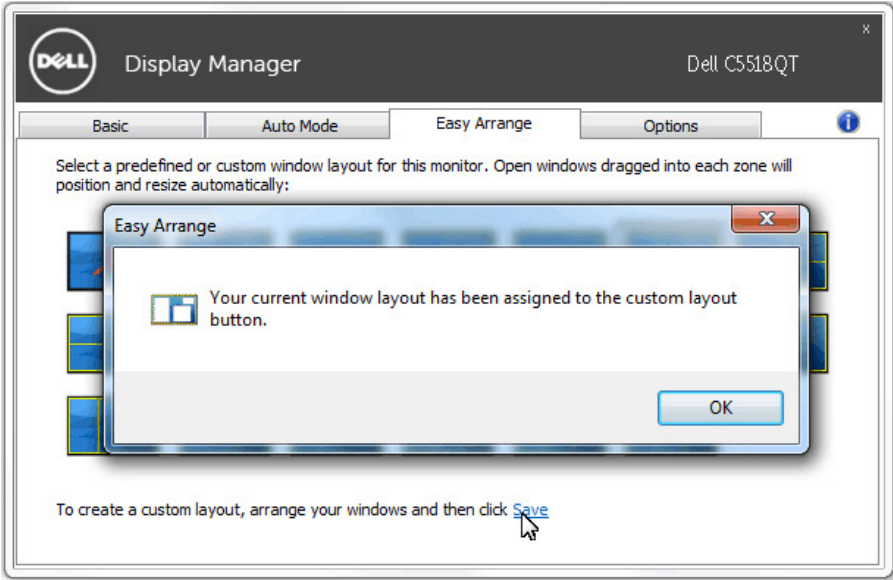 x
DELL Display Manager Dell C5518QT
Basic Auto Mode Easy Arrange Options i
Select a predefined or custom window layout for this monitor. Open windows dragged into each zone will
position and resize automatically:
Easy Arrange
Your current window layout has been assigned to the custom layout
button.
OK
To create a custom layout, arrange your windows and then click Save